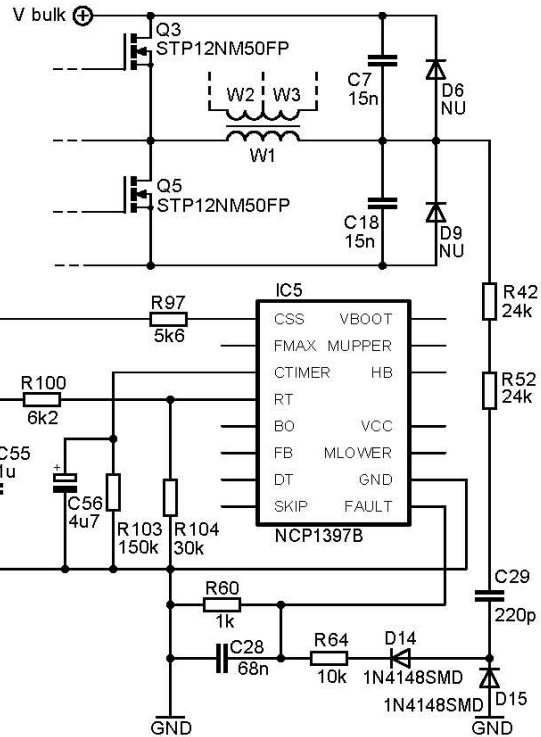 V bulk
Q3
STP12NM50FP
W2 W3
W1
C7
15n
D6
NU
Q5
STP12NM50FP
C18
15n
D9
NU
R42
24k
R52
24k
R97
5k6
IC5
CSS VBOOT
FMAX MUPPER
CTIMER HB
RT
BO VCC
FB MLOWER
DT GND
SKIP FAULT
NCP1397B
R100
6k2
C55
1u
+
C56
4u7
R103
150k
R104
30k
R60
1k
C28
68n
R64
10k
D14
1N4148SMD
C29
220p
1N4148SMD D15
GND
GND